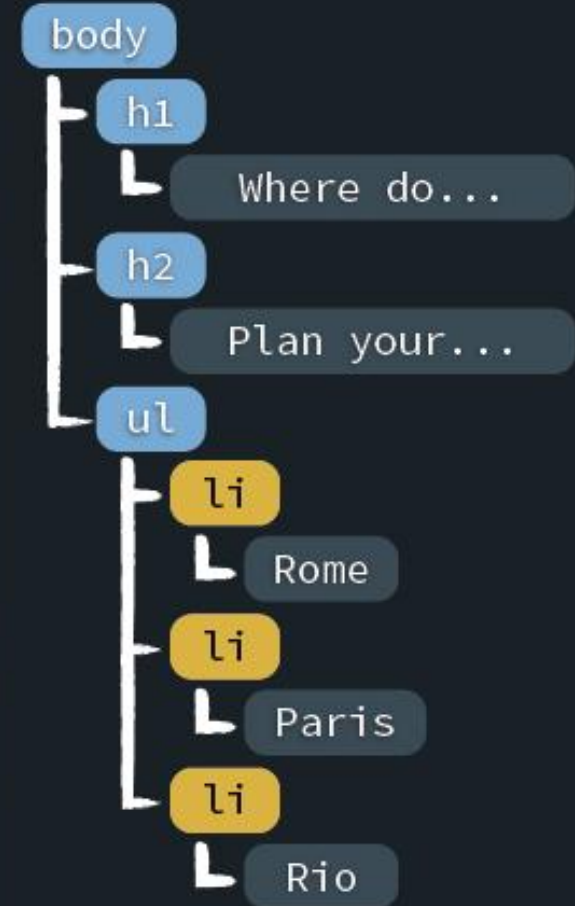 body
h1
Where do...
h2
Plan your...
ul
li
Rome
li
Paris
li
Rio